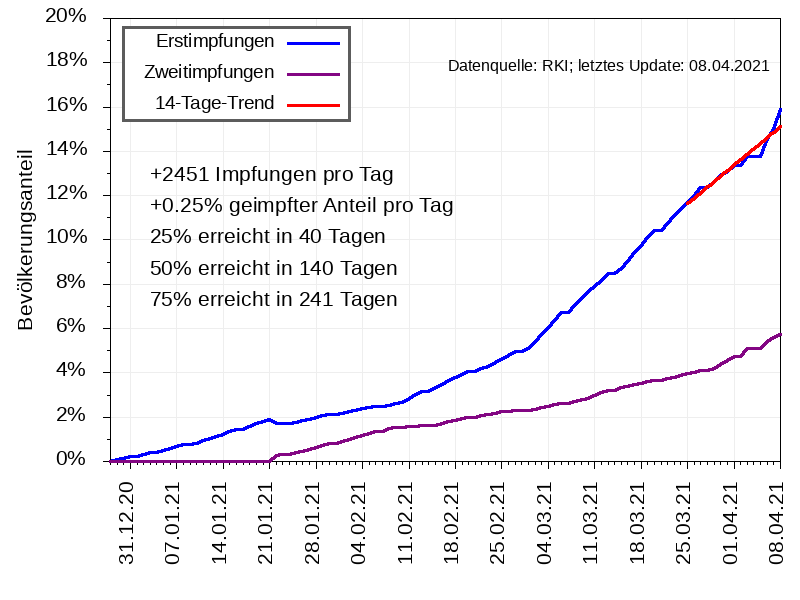 20%
18%
16%
14%
12%
10%
8%
6%
4%
2%
0%
Bevölkerungsanteil
Erstimpfungen
Zweitimpfungen
14-Tage-Trend
Datenquelle: RKI; letztes Update: 08.04.2021
+2451 Impfungen pro Tag
+0.25% geimpfter Anteil pro Tag
25% erreicht in 40 Tagen
50% erreicht in 140 Tagen
75% erreicht in 241 Tagen
31.12.20
07.01.21
14.01.21
21.01.21
28.01.21
04.02.21
11.02.21
18.02.21
25.02.21
04.03.21
11.03.21
18.03.21
25.03.21
01.04.21
08.04.21